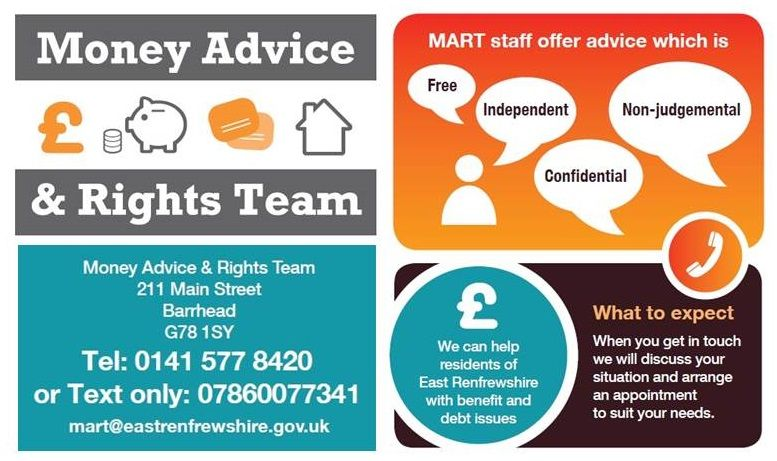 Money Advice
£
& Rights Team
Money Advice & Rights Team
211 Main Street
Barrhead
G78 1SY
Tel: 0141 577 8420
or Text only: 07860077341
mart@eastrenfrewshire.gov.uk
MART staff offer advice which is
Free
Independent
Non-judgemental
Confidential
£
We can help
residents of
East Renfrewshire
with benefit and
debt issues
What to expect
When you get in touch
we will discuss your
situation and arrange
an appointment
to suit your needs.